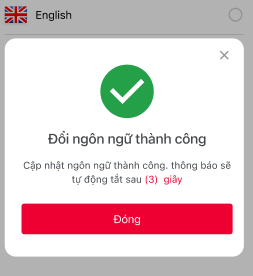 English
Đổi ngôn ngữ thành công
Cập nhật ngôn ngữ thành công. thông báo sẽ
tự động tắt sau (3) giây
Đóng